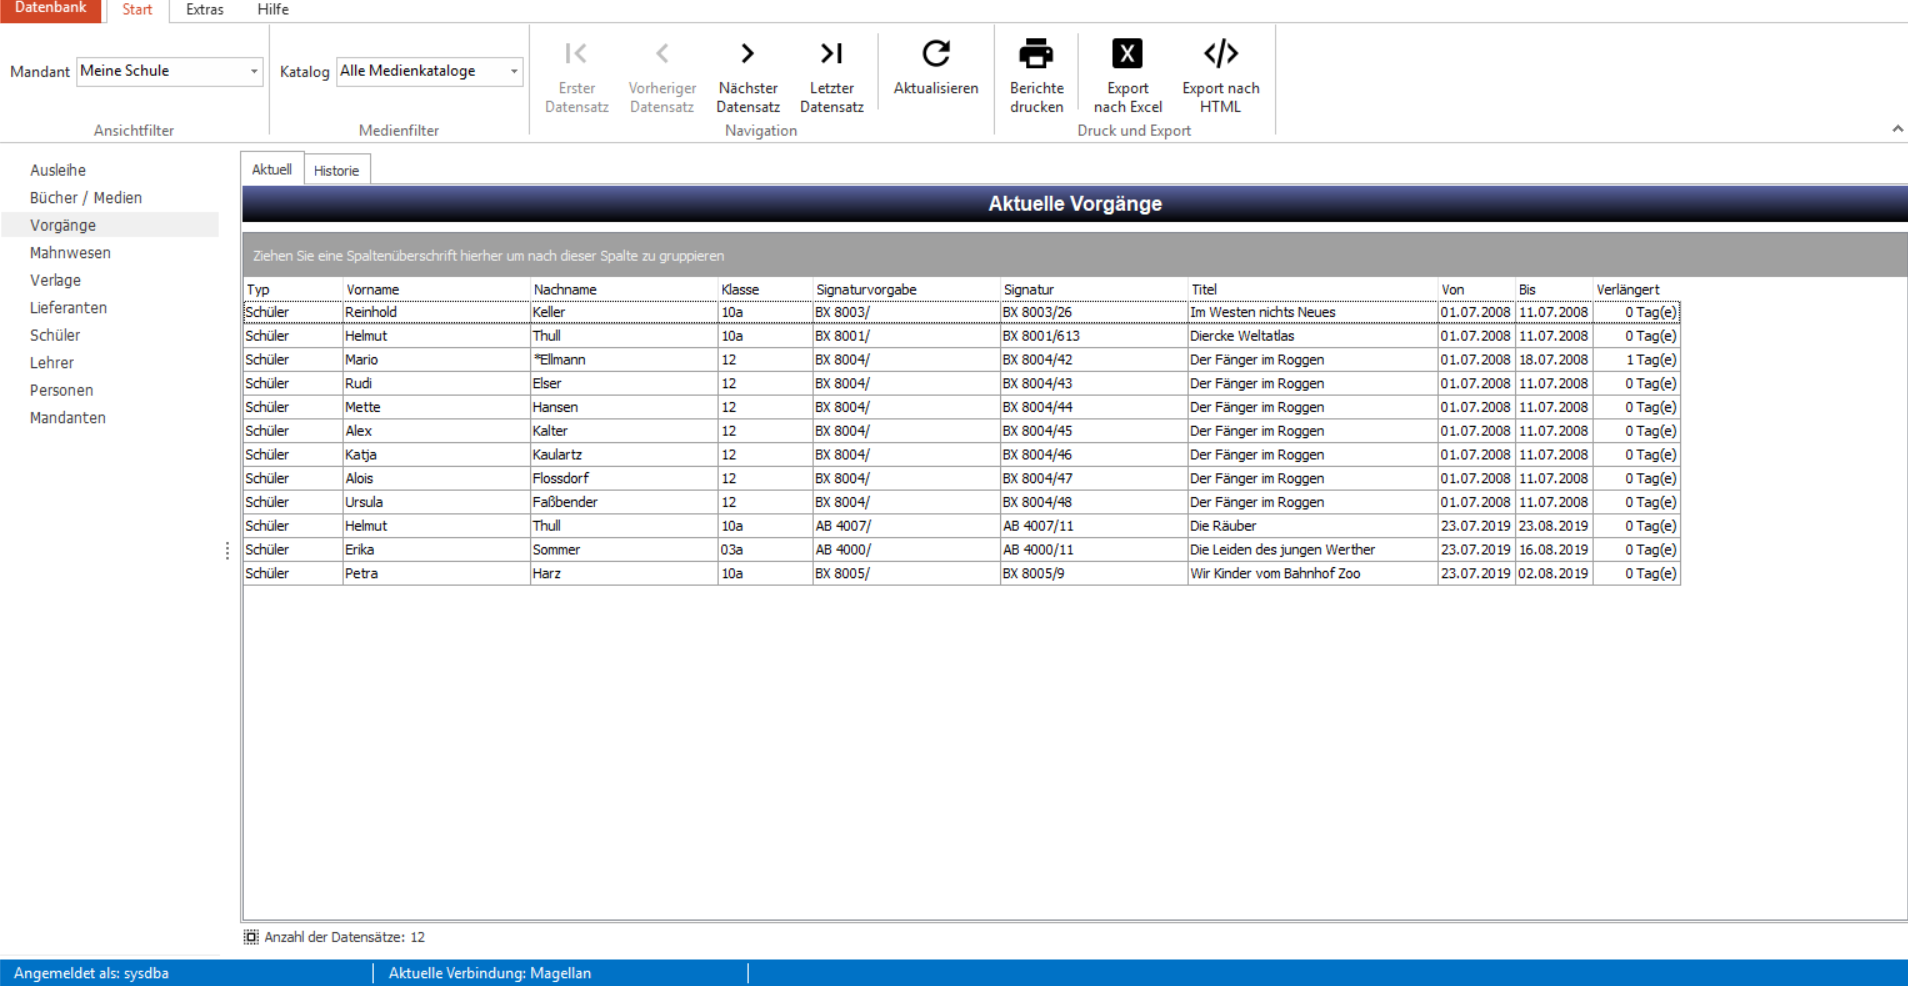 Datenbank Start Extras Hilfe
Mandant Meine Schule Katalog Alle Medienkataloge
Erster Datensatz Vorheriger Datensatz Nächster Datensatz Letzter Datensatz Aktualisieren Berichte drucken Export nach Excel Export nach HTML
Ansichtfilter Medienfilter Navigation Druck und Export
Ausleihe
Bücher / Medien
Vorgänge
Mahnwesen
Verlage
Lieferanten
Schüler
Lehrer
Personen
Mandanten
Aktuell Historie
Aktuelle Vorgänge
Ziehen Sie eine Spaltenüberschrift hierher um nach dieser Spalte zu gruppieren
Typ Vorname Nachname Klasse Signaturvorgabe Signatur Titel Von Bis Verlängert
Schüler Reinhold Keller 10a BX 8003/ BX 8003/26 Im Westen nichts Neues 01.07.2008 11.07.2008 0 Tag(e)
Schüler Helmut Thull 10a BX 8001/ BX 8001/613 Diercke Weltatlas 01.07.2008 11.07.2008 0 Tag(e)
Schüler Mario *Ellmann 12 BX 8004/ BX 8004/42 Der Fänger im Roggen 01.07.2008 18.07.2008 1 Tag(e)
Schüler Rudi Elser 12 BX 8004/ BX 8004/43 Der Fänger im Roggen 01.07.2008 11.07.2008 0 Tag(e)
Schüler Mette Hansen 12 BX 8004/ BX 8004/44 Der Fänger im Roggen 01.07.2008 11.07.2008 0 Tag(e)
Schüler Alex Kalter 12 BX 8004/ BX 8004/45 Der Fänger im Roggen 01.07.2008 11.07.2008 0 Tag(e)
Schüler Katja Kaulartz 12 BX 8004/ BX 8004/46 Der Fänger im Roggen 01.07.2008 11.07.2008 0 Tag(e)
Schüler Alois Flossdorf 12 BX 8004/ BX 8004/47 Der Fänger im Roggen 01.07.2008 11.07.2008 0 Tag(e)
Schüler Ursula Faßbender 12 BX 8004/ BX 8004/48 Der Fänger im Roggen 01.07.2008 11.07.2008 0 Tag(e)
Schüler Helmut Thull 10a AB 4007/ AB 4007/11 Die Räuber 23.07.2019 23.08.2019 0 Tag(e)
Schüler Erika Sommer 03a AB 4000/ AB 4000/11 Die Leiden des jungen Werther 23.07.2019 16.08.2019 0 Tag(e)
Schüler Petra Harz 10a BX 8005/ BX 8005/9 Wir Kinder vom Bahnhof Zoo 23.07.2019 02.08.2019 0 Tag(e)
Anzahl der Datensätze: 12
Angemeldet als: sysdba Aktuelle Verbindung: Magellan